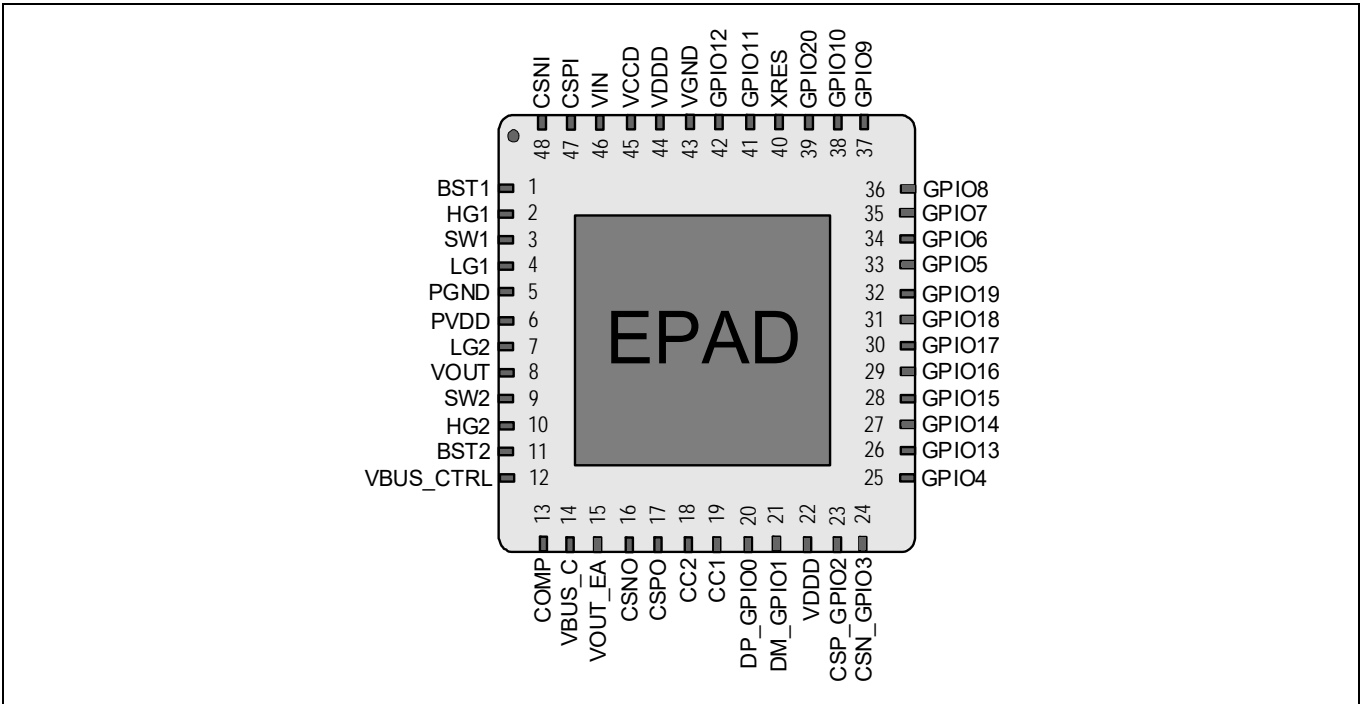 CSNI
CSPI
VIN
VCCD
VDDD
VGND
GPIO12
GPIO11
XRES
GPIO20
GPIO10
GPIO9
48
47
46
45
44
43
42
41
40
39
38
37
BST1 1
HG1 2
SW1 3
LG1 4
PGND 5
PVDD 6
LG2 7
VOUT 8
SW2 9
HG2 10
BST2 11
VBUS_CTRL 12
EPAD
36 GPIO8
35 GPIO7
34 GPIO6
33 GPIO5
32 GPIO19
31 GPIO18
30 GPIO17
29 GPIO16
28 GPIO15
27 GPIO14
26 GPIO13
25 GPIO4
13
14
15
16
17
18
19
20
21
22
23
24
COMP
VBUS_C
VOUT_EA
CSNO
CSPO
CC2
CC1
DP_GPIO0
DM_GPIO1
VDDD
CSP_GPIO2
CSN_GPIO3